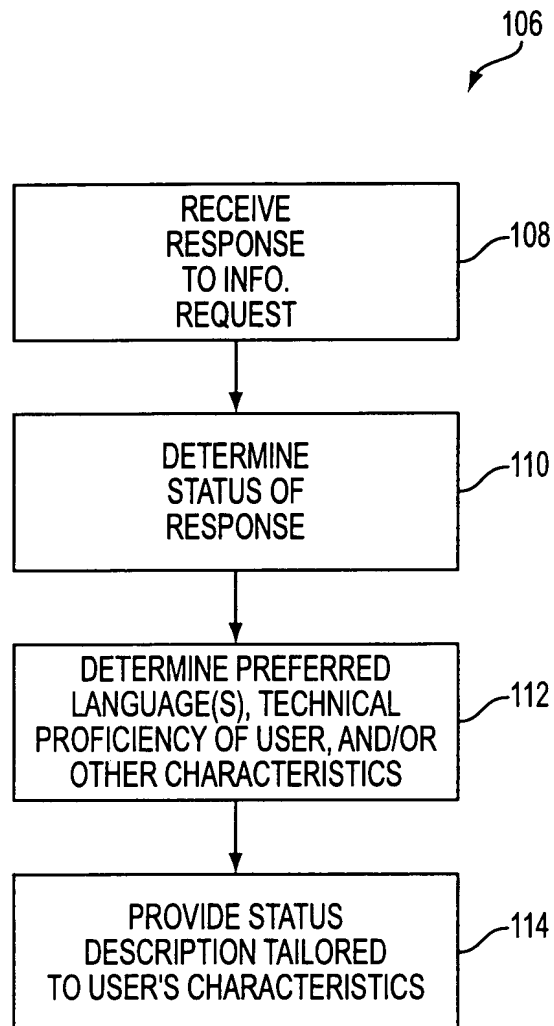 106
RECEIVE
RESPONSE
TO INFO.
REQUEST
108
DETERMINE
STATUS OF
RESPONSE
110
DETERMINE PREFERRED
LANGUAGE(S), TECHNICAL
PROFICIENCY OF USER, AND/OR
OTHER CHARACTERISTICS
112
PROVIDE STATUS
DESCRIPTION TAILORED
TO USER'S CHARACTERISTICS
114